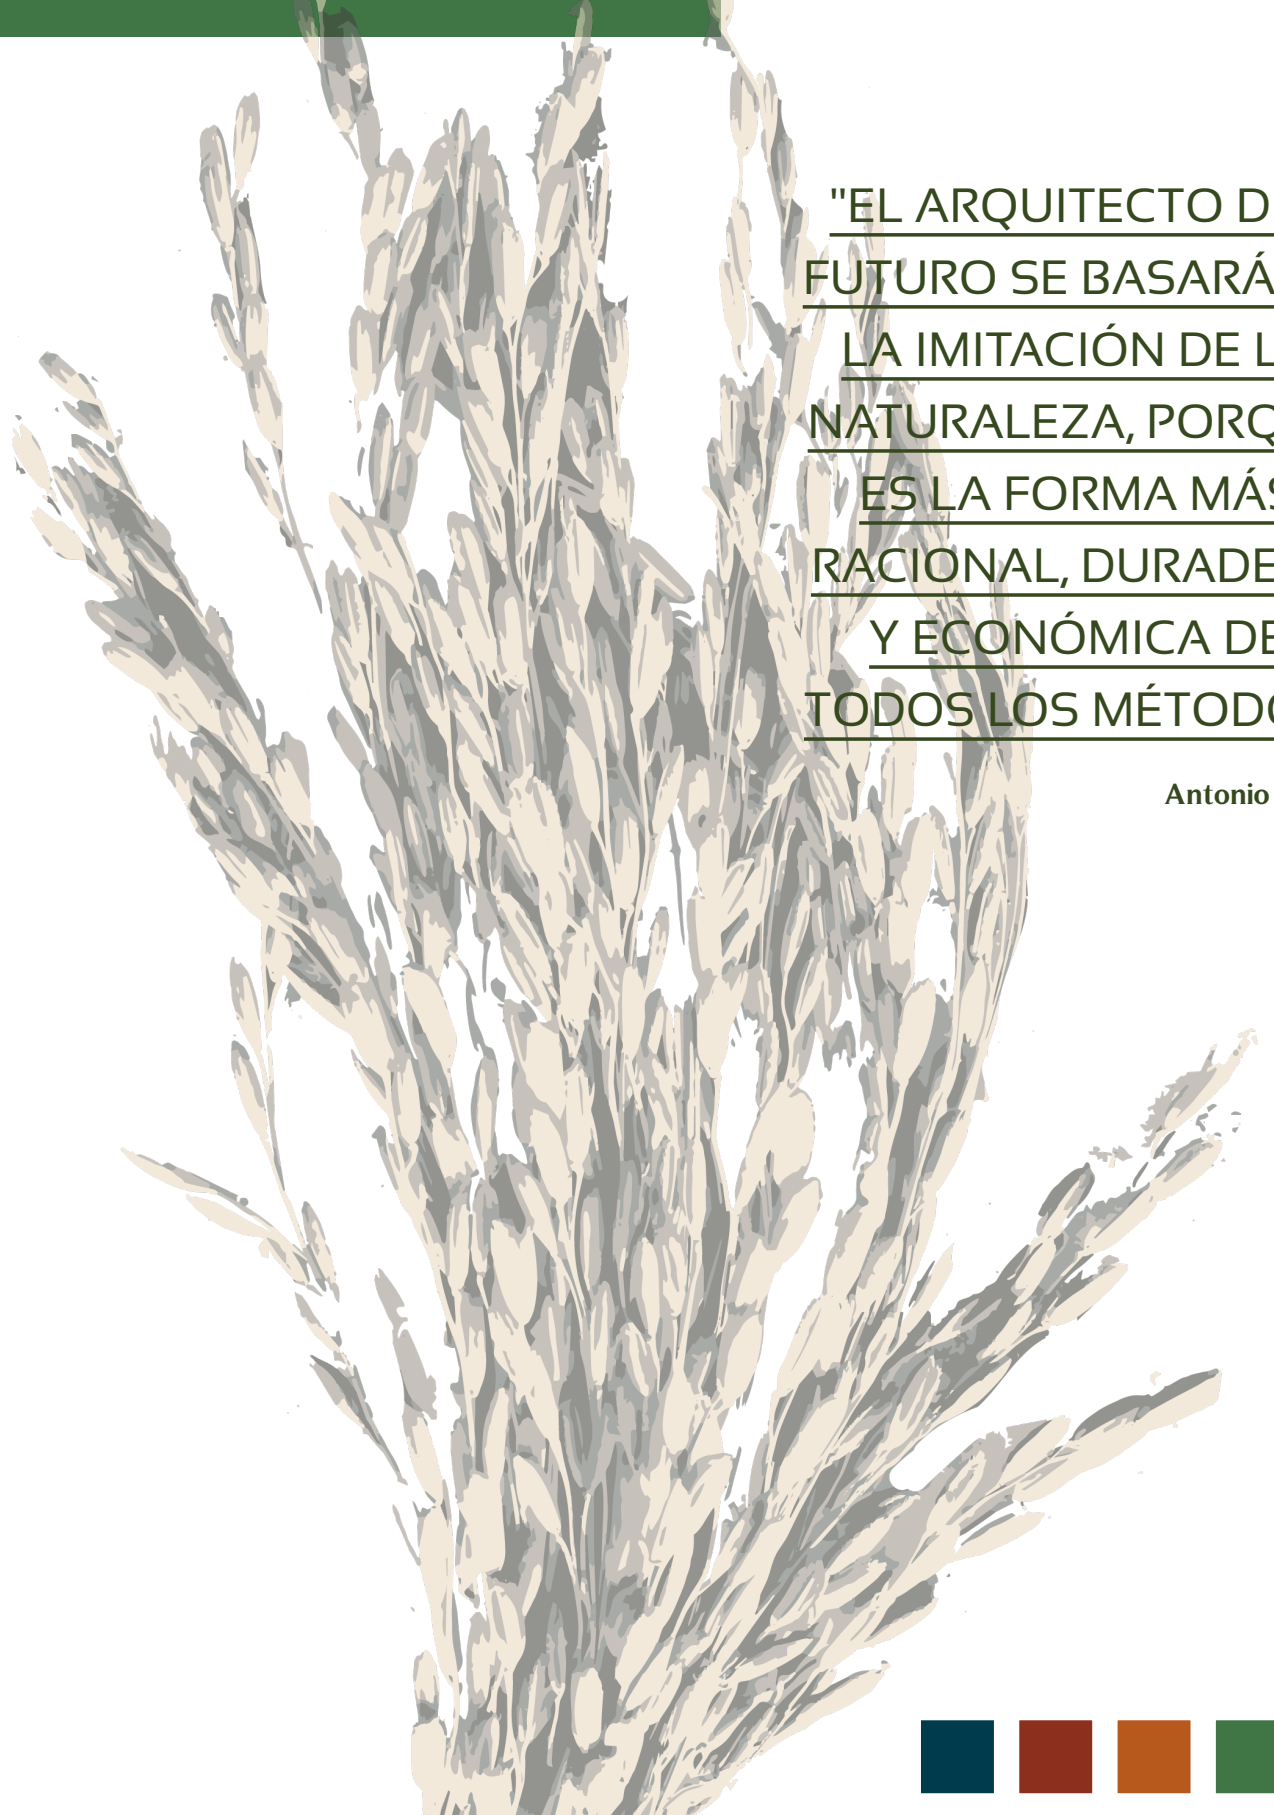 "EL ARQUITECTO D
FUTURO SE BASARÁ
LA IMITACIÓN DE L
NATURALEZA, PORQ
ES LA FORMA MÁS
RACIONAL, DURADE
Y ECONÓMICA DE
TODOS LOS MÉTODO
Antonio